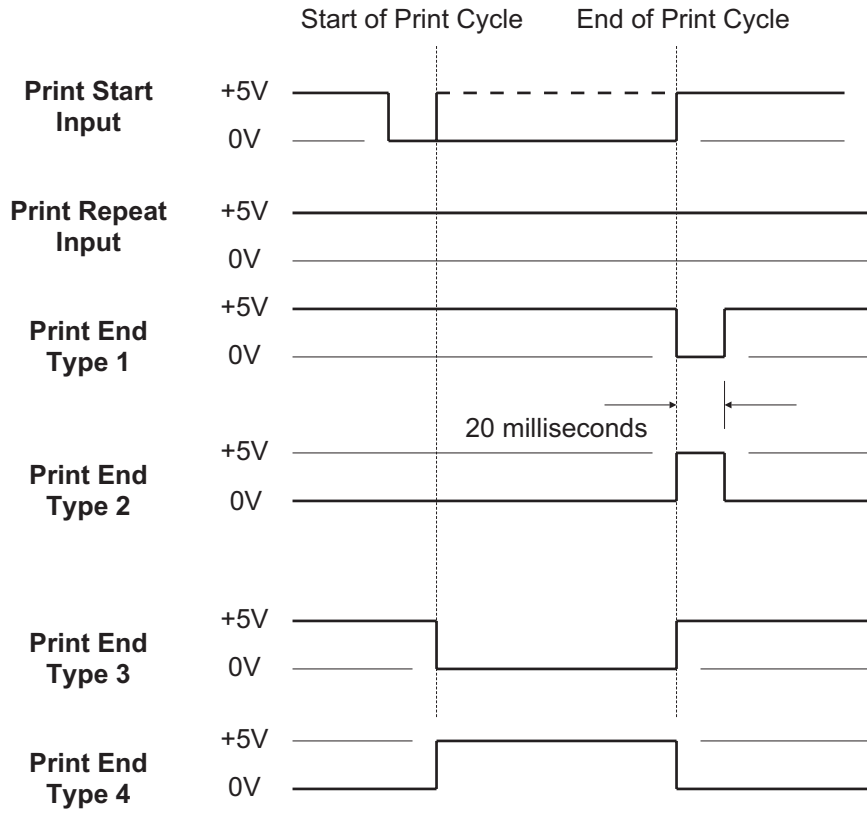 Start of Print Cycle End of Print Cycle
Print Start
Input
+5V
0V
Print Repeat
Input
+5V
0V
Print End
Type 1
+5V
0V
20 milliseconds
Print End
Type 2
+5V
0V
Print End
Type 3
+5V
0V
Print End
Type 4
+5V
0V